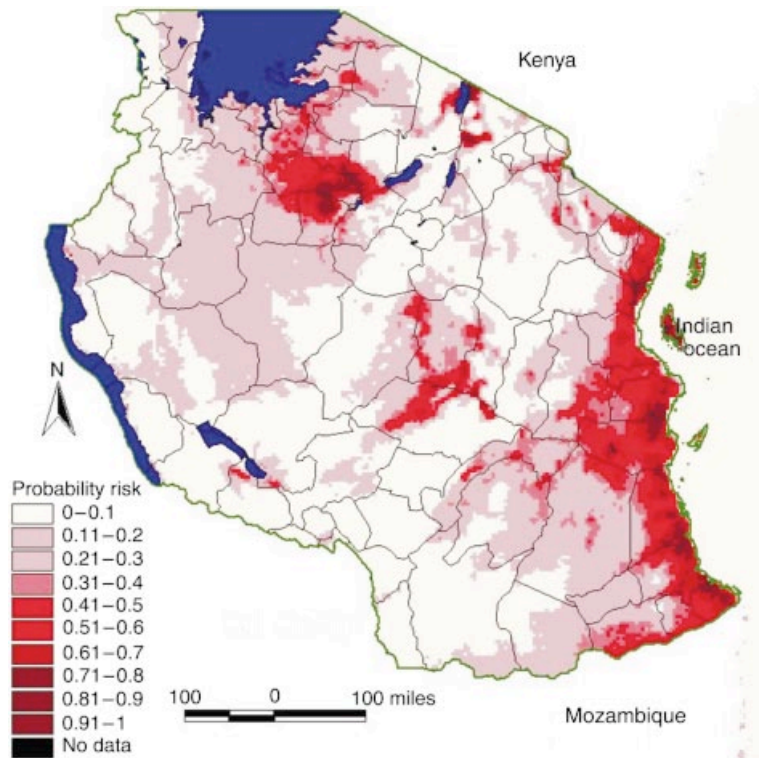 Kenya
Indian
ocean
N
Probability risk
0–0.1
0.11–0.2
0.21–0.3
0.31–0.4
0.41–0.5
0.51–0.6
0.61–0.7
0.71–0.8
0.81–0.9
0.91–1
No data
100 0 100 miles
Mozambique